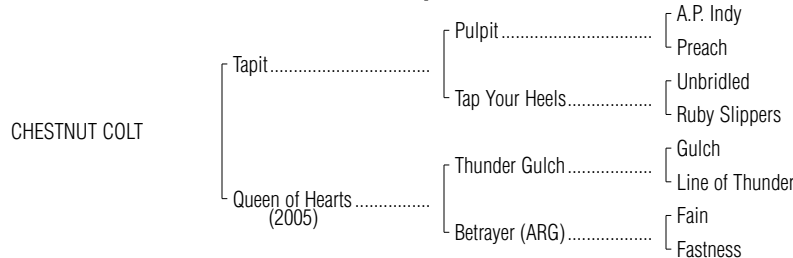 A.P. Indy
Pulpit
Preach
Tapit
Unbridled
Tap Your Heels
Ruby Slippers
CHESTNUT COLT
Gulch
Thunder Gulch
Line of Thunder
Queen of Hearts
(2005)
Fain
Betrayer (ARG)
Fastness